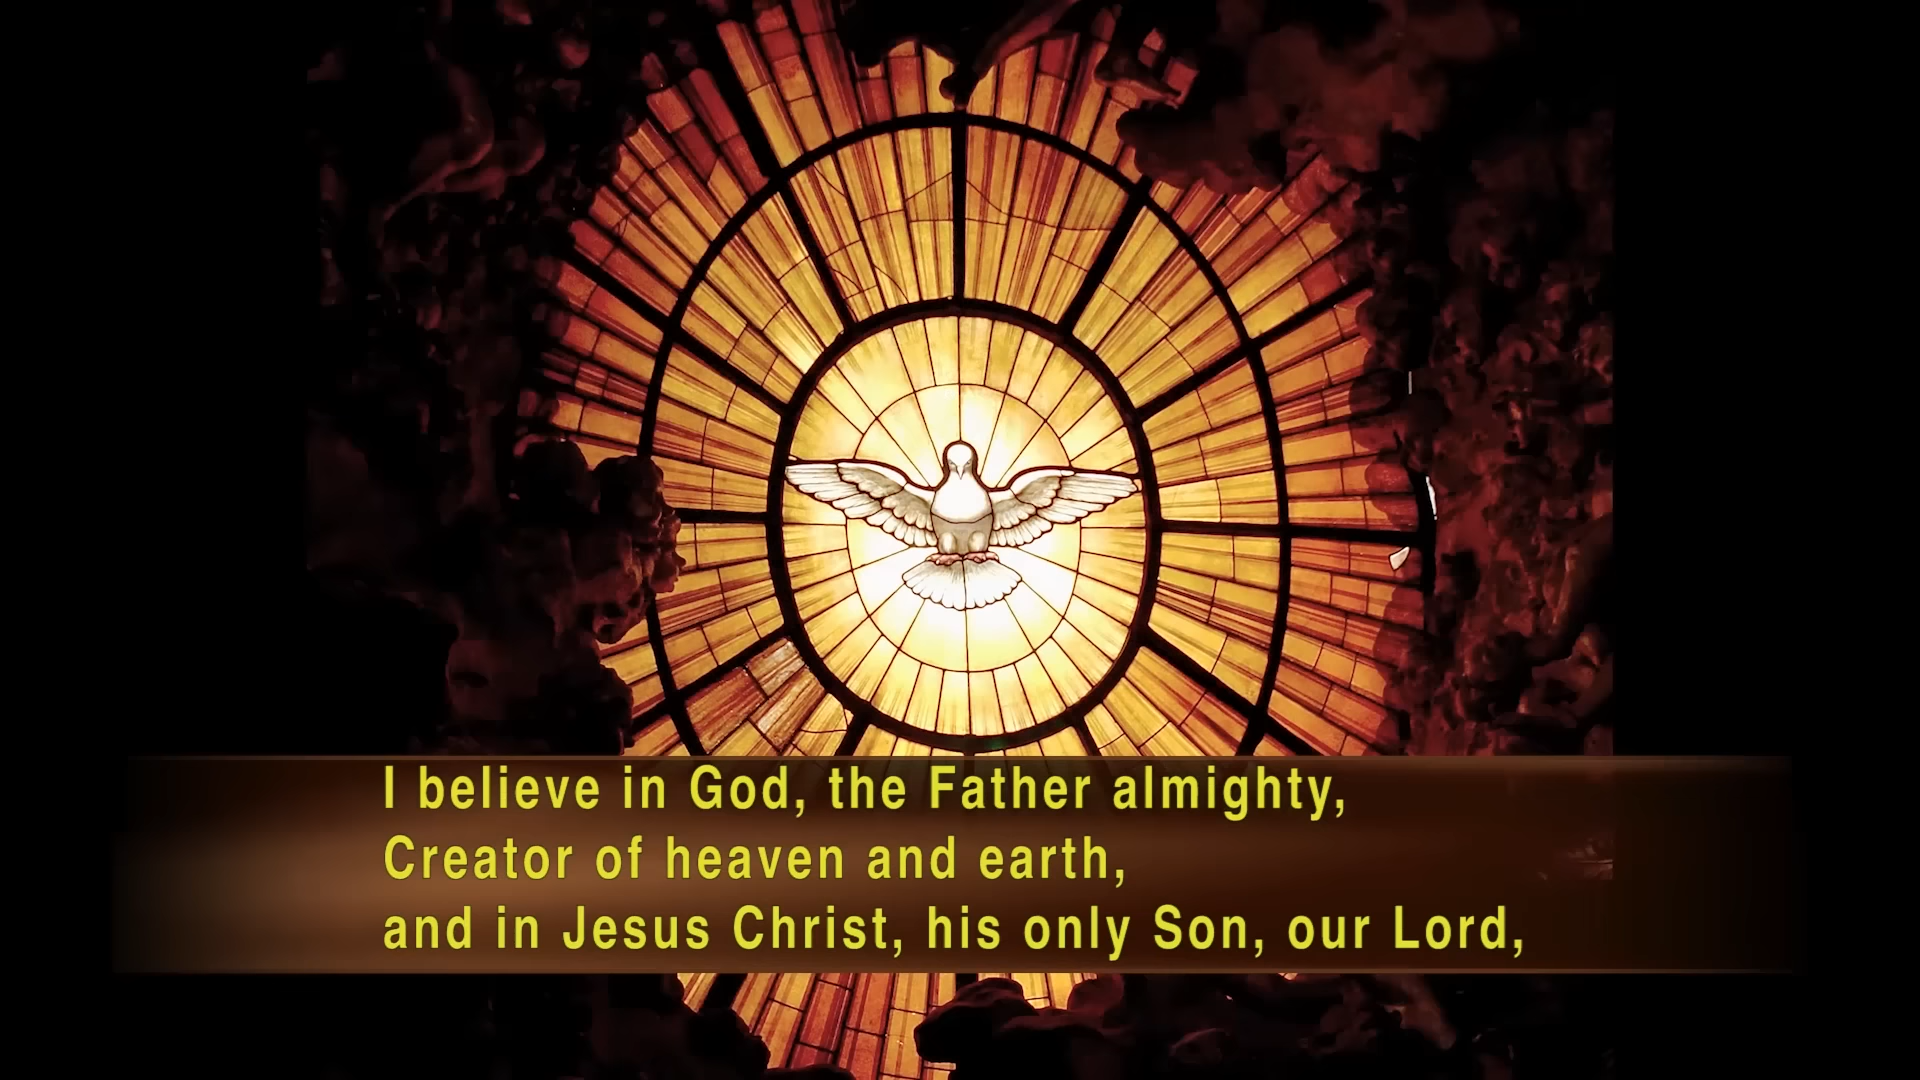 I believe in God, the Father almighty,
Creator of heaven and earth,
and in Jesus Christ, his only Son, our Lord,